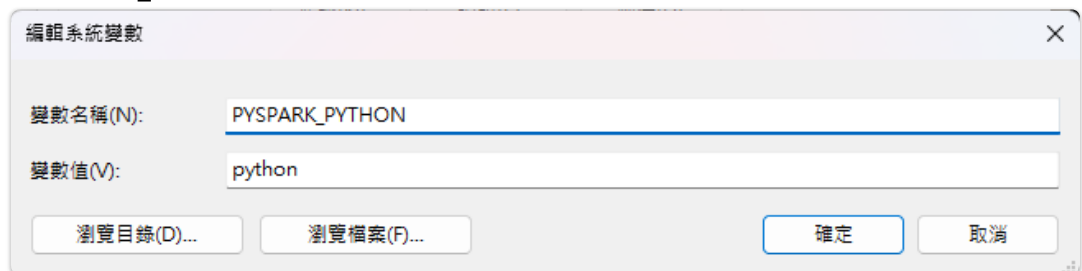 編輯系統變數
變數名稱(N): PYSPARK_PYTHON
變數值(V): python
瀏覽目錄(D)... 瀏覽檔案(F)... 確定 取消